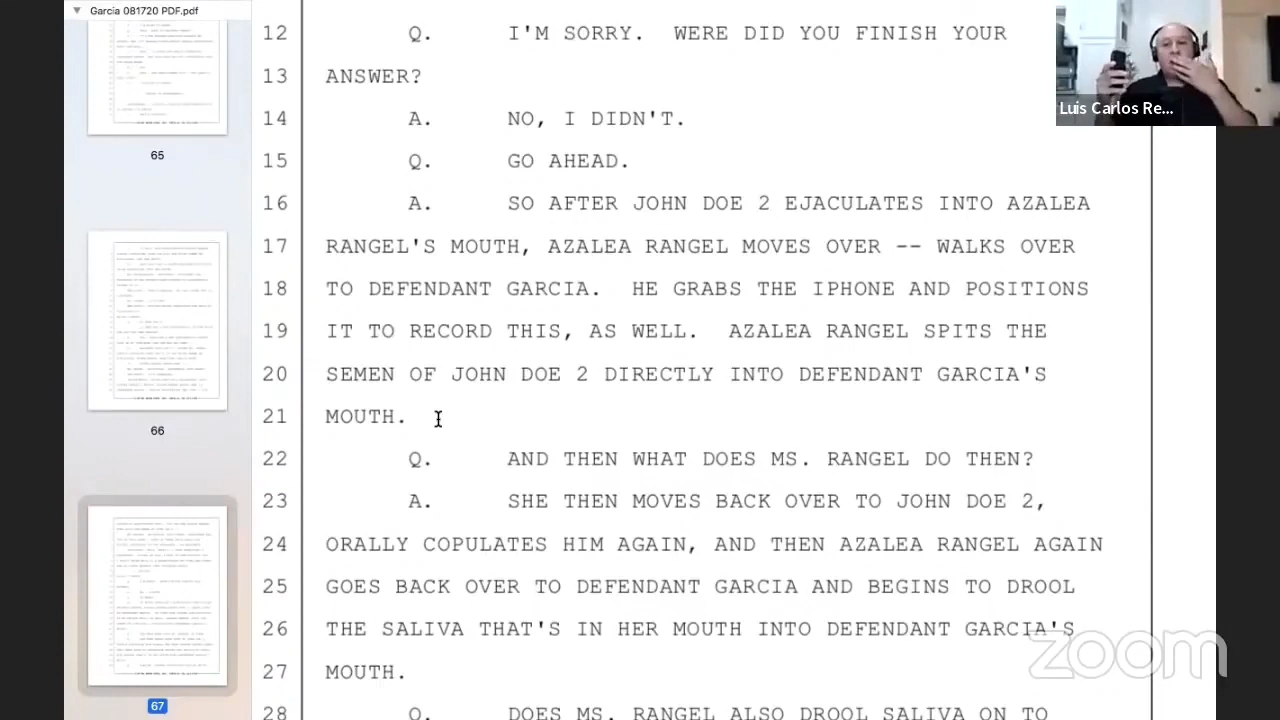 Garcia 081720 PDF.pdf
65
66
67
12 Q. I'M SORRY. WERE DID YOU FINISH YOUR
13 ANSWER?
14 A. NO, I DIDN'T.
15 Q. GO AHEAD.
16 A. SO AFTER JOHN DOE 2 EJACULATES INTO AZALEA
17 RANGEL'S MOUTH, AZALEA RANGEL MOVES OVER -- WALKS OVER
18 TO DEFENDANT GARCIA. HE GRABS THE IPHONE AND POSITIONS
19 IT TO RECORD THIS, AS WELL. AZALEA RANGEL SPITS THE
20 SEMEN OF JOHN DOE 2 DIRECTLY INTO DEFENDANT GARCIA'S
21 MOUTH.
22 Q. AND THEN WHAT DOES MS. RANGEL DO THEN?
23 A. SHE THEN MOVES BACK OVER TO JOHN DOE 2,
24 ORALLY COPULATES HIM AGAIN, AND THEN AZALEA RANGEL AGAIN
25 GOES BACK OVER TO DEFENDANT GARCIA AND BEGINS TO DROOL
26 THE SALIVA THAT'S IN HER MOUTH INTO DEFENDANT GARCIA'S
27 MOUTH.
28 Q. DOES MS. RANGEL ALSO DROOL SALIVA ON TO
Luis Carlos Re...
zoom